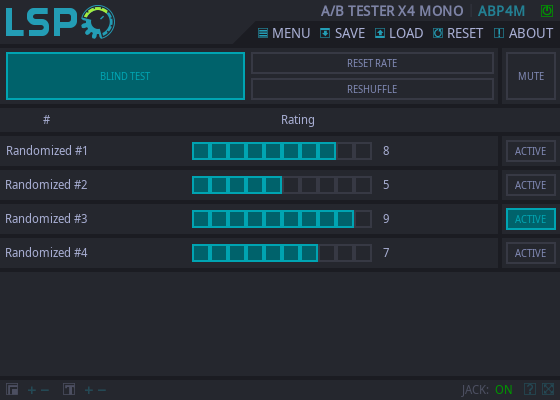 LSP
A/B TESTER X4 MONO ABP4M
MENU SAVE LOAD RESET ABOUT
BLIND TEST
RESET RATE
RESHUFFLE
MUTE
# Rating
Randomized #1 8 ACTIVE
Randomized #2 5 ACTIVE
Randomized #3 9 ACTIVE
Randomized #4 7 ACTIVE
+ − + − JACK: ON ?